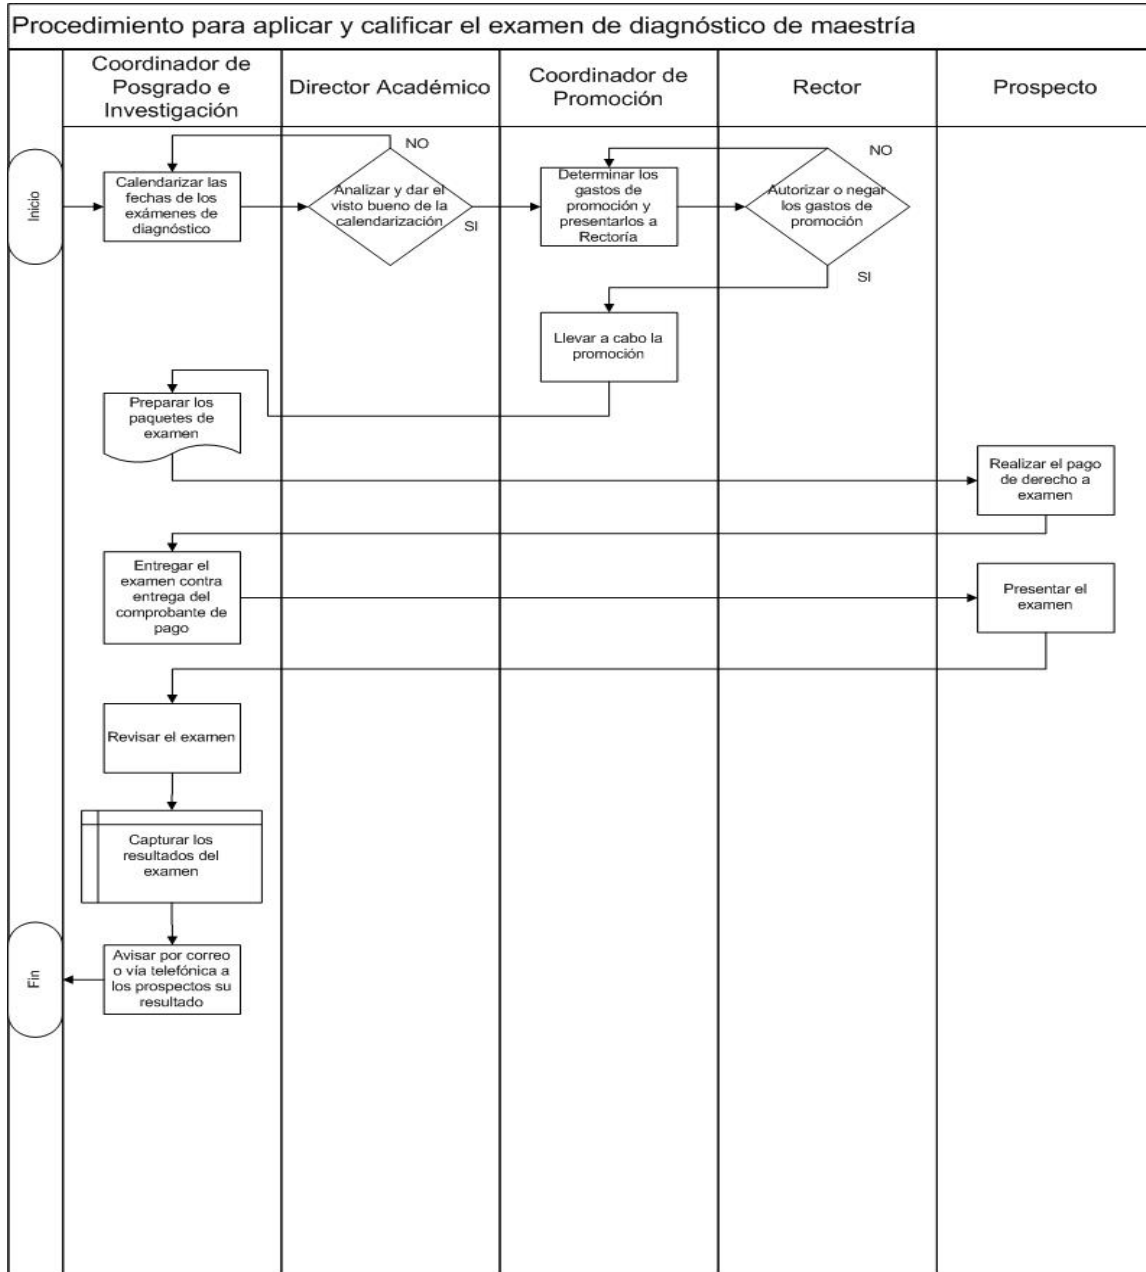 Procedimiento para aplicar y calificar el examen de diagnóstico de maestría
Coordinador de
Posgrado e
Investigación
Director Académico
Coordinador de
Promoción
Rector
Prospecto
Inicio
Calendarizar las
fechas de los
exámenes de
diagnóstico
NO
Analizar y dar el
visto bueno de la
calendarización
SI
Determinar los
gastos de
promoción y
presentarlos a
Rectoría
NO
Autorizar o negar
los gastos de
promoción
SI
Llevar a cabo la
promoción
Preparar los
paquetes de
examen
Realizar el pago
de derecho a
examen
Entregar el
examen contra
entrega del
comprobante de
pago
Presentar el
examen
Revisar el examen
Capturar los
resultados del
examen
Avisar por correo
o vía telefónica a
los prospectos su
resultado
Fin